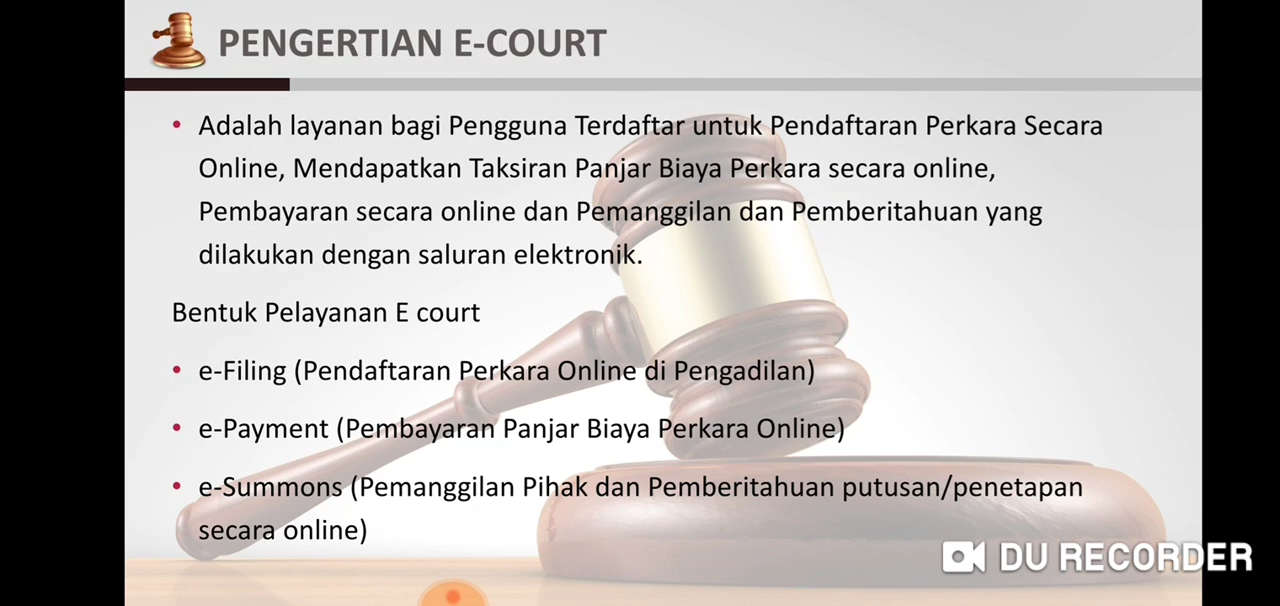 PENGERTIAN E-COURT
• Adalah layanan bagi Pengguna Terdaftar untuk Pendaftaran Perkara Secara
Online, Mendapatkan Taksiran Panjar Biaya Perkara secara online,
Pembayaran secara online dan Pemanggilan dan Pemberitahuan yang
dilakukan dengan saluran elektronik.
Bentuk Pelayanan E court
• e-Filing (Pendaftaran Perkara Online di Pengadilan)
• e-Payment (Pembayaran Panjar Biaya Perkara Online)
• e-Summons (Pemanggilan Pihak dan Pemberitahuan putusan/penetapan
secara online)
DU RECORDER